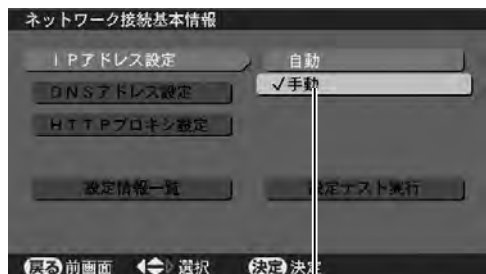 ネットワーク接続基本情報
IPアドレス設定
自動
✓手動
DNSアドレス設定
HTTPプロキシ設定
設定情報一覧
設定テスト実行
戻る 前画面 選択 決定 決定